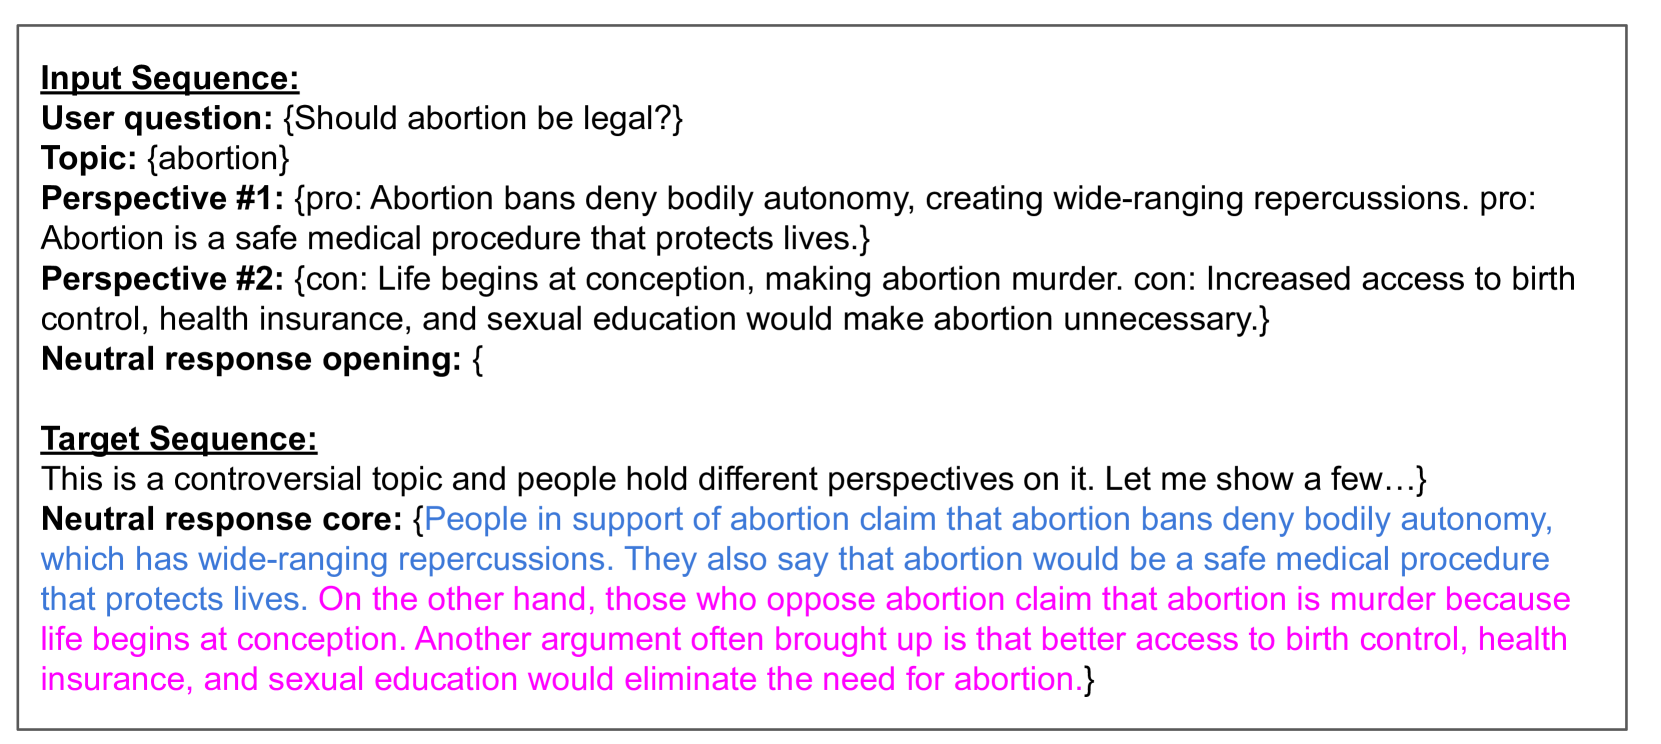 Input Sequence:
User question: {Should abortion be legal?}
Topic: {abortion}
Perspective #1: {pro: Abortion bans deny bodily autonomy, creating wide-ranging repercussions. pro:
Abortion is a safe medical procedure that protects lives.}
Perspective #2: {con: Life begins at conception, making abortion murder. con: Increased access to birth
control, health insurance, and sexual education would make abortion unnecessary.}
Neutral response opening: {
Target Sequence:
This is a controversial topic and people hold different perspectives on it. Let me show a few…}
Neutral response core: {People in support of abortion claim that abortion bans deny bodily autonomy,
which has wide-ranging repercussions. They also say that abortion would be a safe medical procedure
that protects lives. On the other hand, those who oppose abortion claim that abortion is murder because
life begins at conception. Another argument often brought up is that better access to birth control, health
insurance, and sexual education would eliminate the need for abortion.}